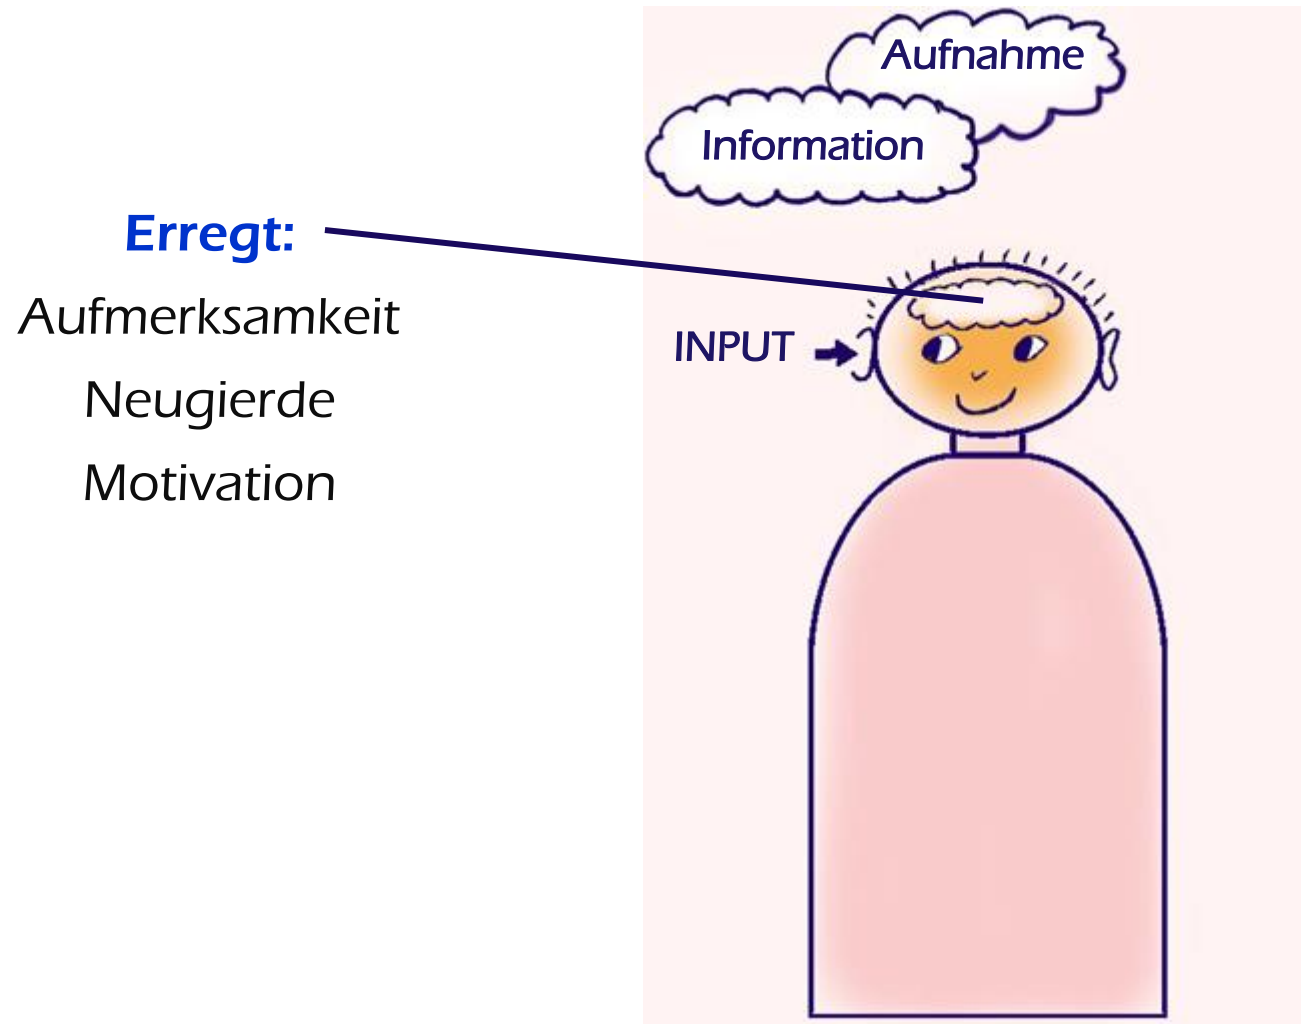 Erregt:
Aufmerksamkeit
Neugierde
Motivation
Aufnahme
Information
INPUT